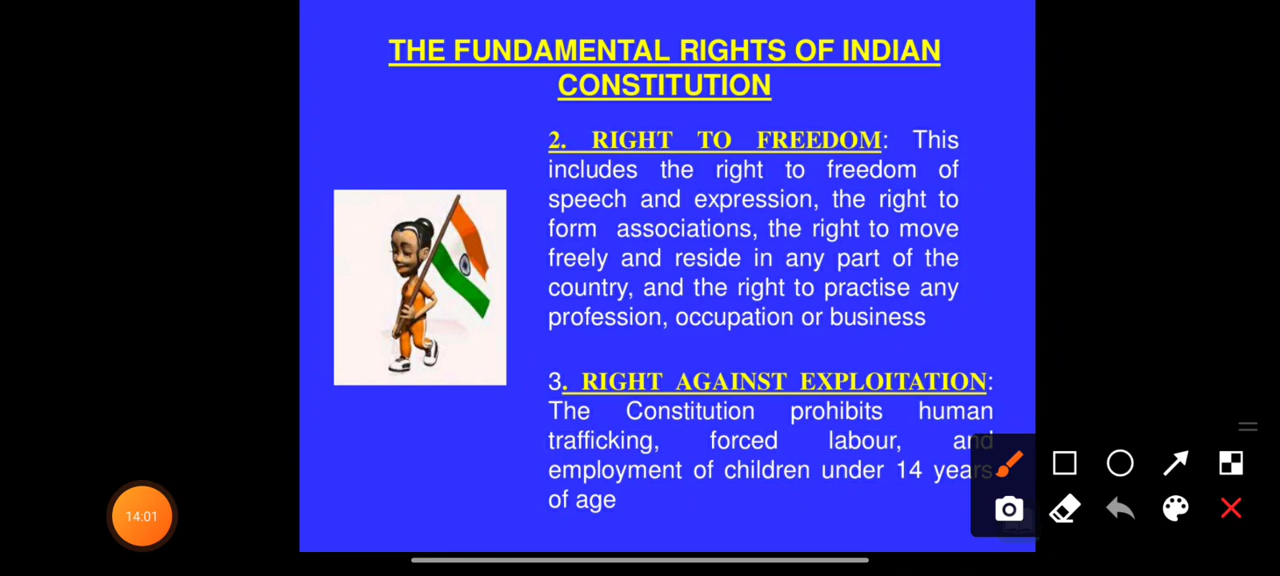 THE FUNDAMENTAL RIGHTS OF INDIAN
CONSTITUTION
2. RIGHT TO FREEDOM: This
includes the right to freedom of
speech and expression, the right to
form associations, the right to move
freely and reside in any part of the
country, and the right to practise any
profession, occupation or business
3. RIGHT AGAINST EXPLOITATION:
The Constitution prohibits human
trafficking, forced labour, and
employment of children under 14 years
of age
14:01